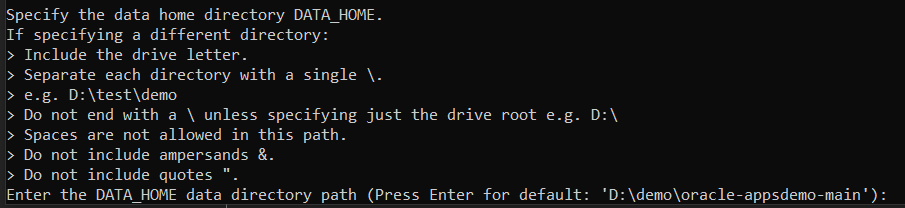 Specify the data home directory DATA_HOME.
If specifying a different directory:
> Include the drive letter.
> Separate each directory with a single \.
> e.g. D:\test\demo
> Do not end with a \ unless specifying just the drive root e.g. D:\
> Spaces are not allowed in this path.
> Do not include ampersands &.
> Do not include quotes ".
Enter the DATA_HOME data directory path (Press Enter for default: 'D:\demo\oracle-appsdemo-main'):